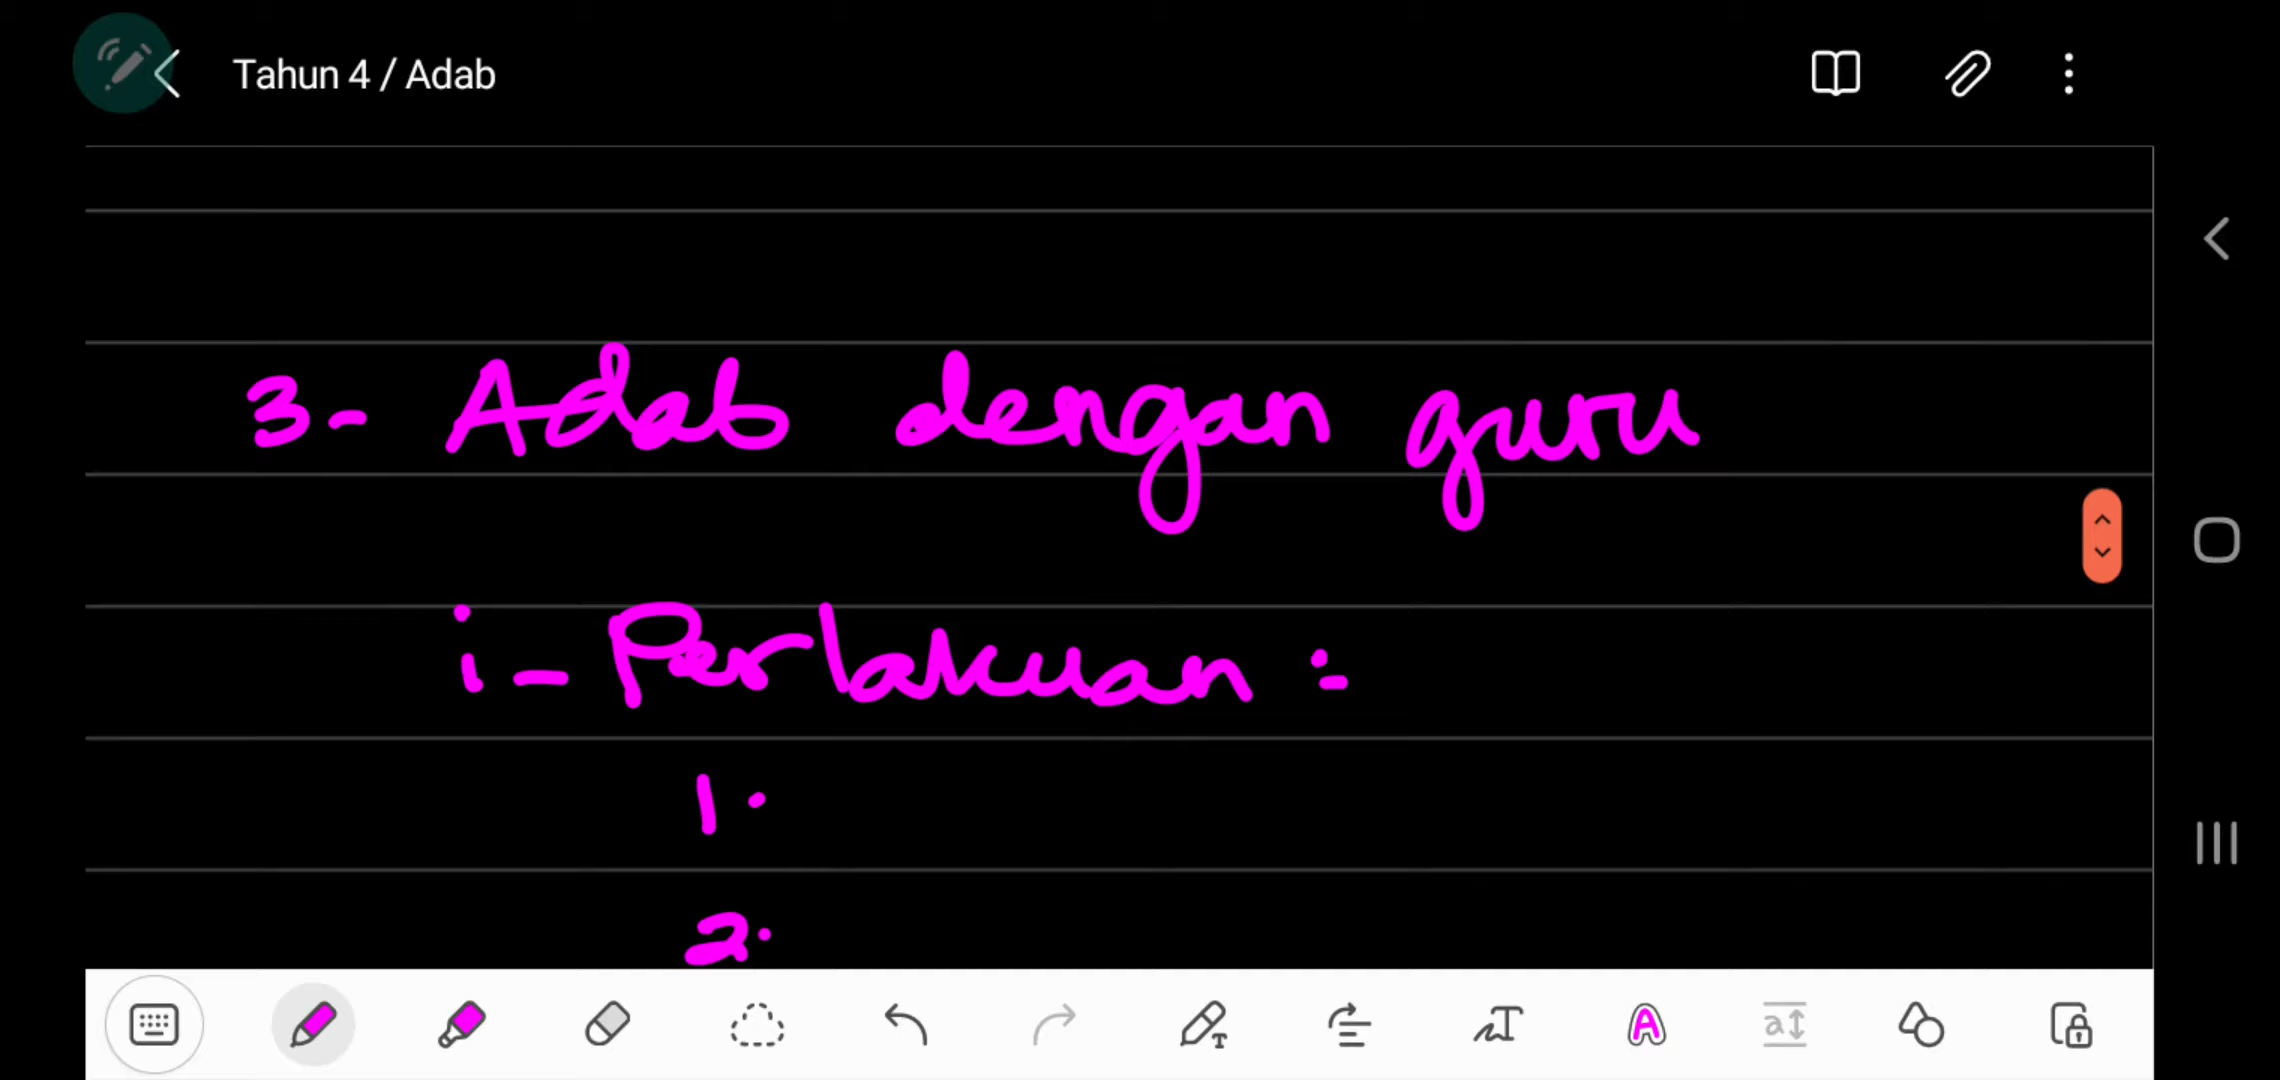 Tahun 4 / Adab
3- Adab dengan guru
i- Perlakuan :
1.
2.